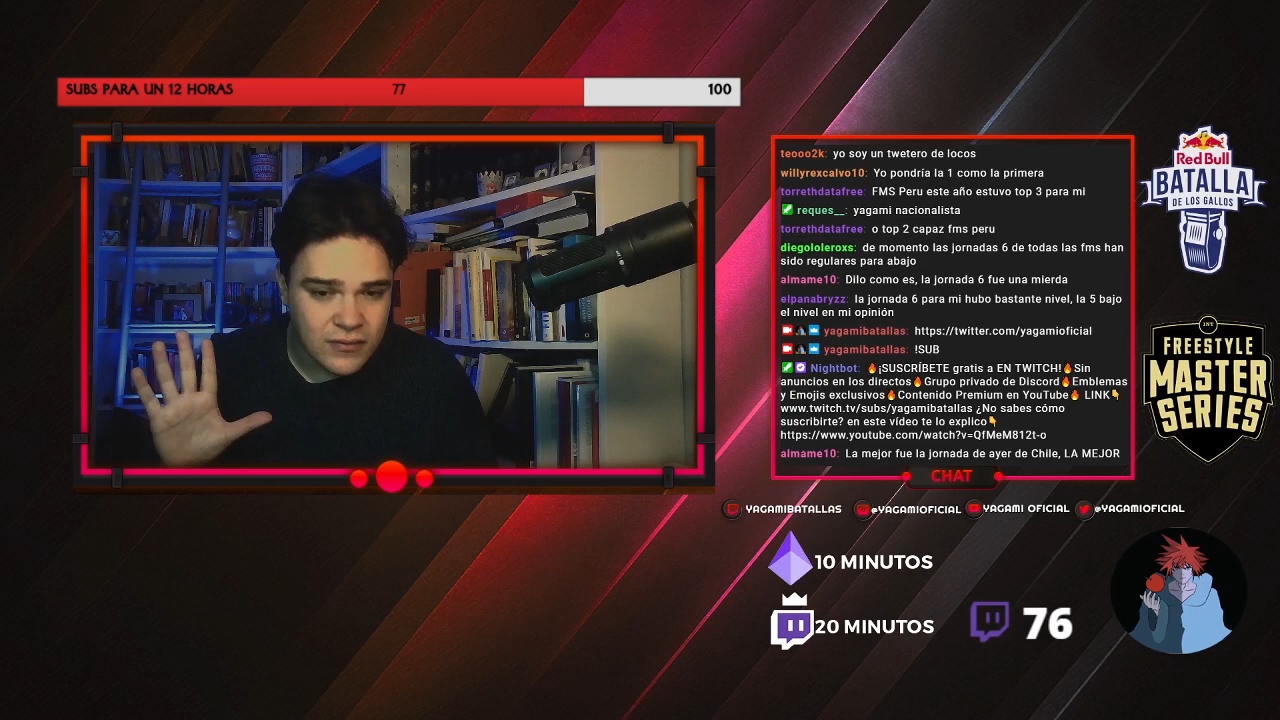 SUBS PARA UN 12 HORAS 77 100
teooo2k: yo soy un twetero de locos
willyrexcalvo10: Yo pondría la 1 como la primera
torrethdatafree: FMS Peru este año estuvo top 3 para mi
reques__: yagami nacionalista
torrethdatafree: o top 2 capaz fms peru
diegololeroxs: de momento las jornadas 6 de todas las fms han
sido regulares para abajo
almame10: Dilo como es, la jornada 6 fue una mierda
elpanabryzz: la jornada 6 para mi hubo bastante nivel, la 5 bajo
el nivel en mi opinión
yagamibatallas: https://twitter.com/yagamioficial
yagamibatallas: !SUB
Nightbot: 🔥¡SUSCRÍBETE gratis a EN TWITCH!🔥Sin
anuncios en los directos🔥Grupo privado de Discord🔥Emblemas
y Emojis exclusivos🔥Contenido Premium en YouTube🔥 LINK👇
www.twitch.tv/subs/yagamibatallas ¿No sabes cómo
suscribirte? en este vídeo te lo explico👇
https://www.youtube.com/watch?v=QfMeM812t-o
almame10: La mejor fue la jornada de ayer de Chile, LA MEJOR
CHAT
Red Bull
BATALLA
DE LOS GALLOS
INT
FREESTYLE
MASTER
SERIES
YAGAMIBATALLAS @YAGAMIOFICIAL YAGAMI OFICIAL @YAGAMIOFICIAL
10 MINUTOS
20 MINUTOS
76